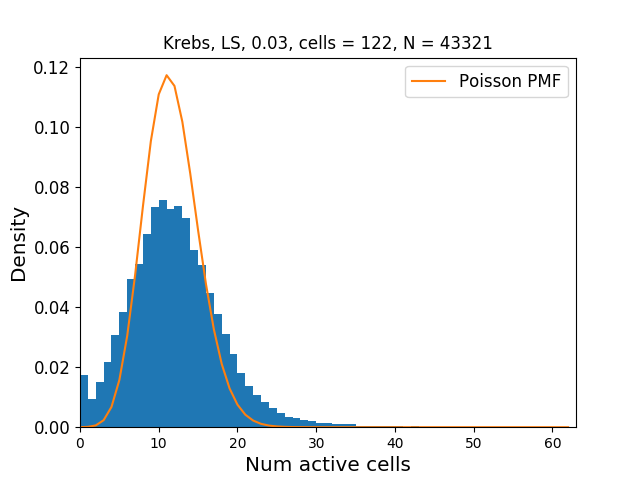 Krebs, LS, 0.03, cells = 122, N = 43321
Poisson PMF
Density
0.12
0.10
0.08
0.06
0.04
0.02
0.00
0 10 20 30 40 50 60
Num active cells